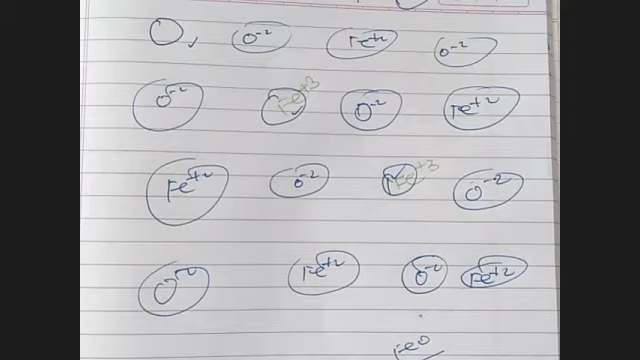 O⁻² Fe⁺² O⁻²
O⁻² Fe⁺³ O⁻² Fe⁺²
Fe⁺² O⁻² Fe⁺³ O⁻²
O⁻² Fe⁺² O⁻² Fe⁺²
FeO